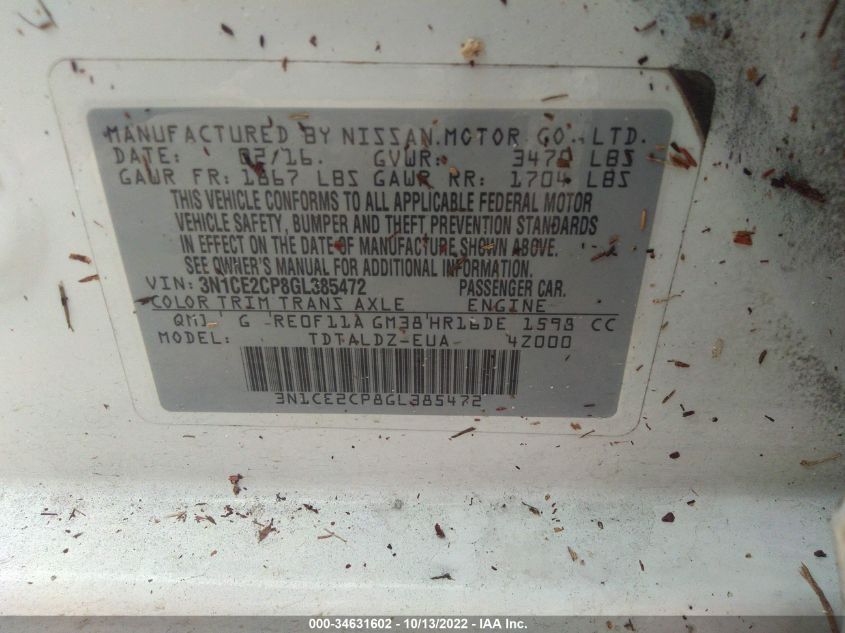 MANUFACTURED BY NISSAN MOTOR CO., LTD.
DATE: 02/16. GVWR: 3470 LBS
GAWR FR: 1867 LBS GAWR RR: 1704 LBS
THIS VEHICLE CONFORMS TO ALL APPLICABLE FEDERAL MOTOR
VEHICLE SAFETY, BUMPER AND THEFT PREVENTION STANDARDS
IN EFFECT ON THE DATE OF MANUFACTURE SHOWN ABOVE.
SEE OWNER'S MANUAL FOR ADDITIONAL INFORMATION.
VIN: 3N1CE2CP8GL385472 PASSENGER CAR.
COLOR TRIM TRANS AXLE ENGINE
QM1 G RE0F11A GM38 HR16DE 1598 CC
MODEL: TDTALDZ-EUA 4Z000
3N1CE2CP8GL385472
000-34631602 - 10/13/2022 - IAA Inc.